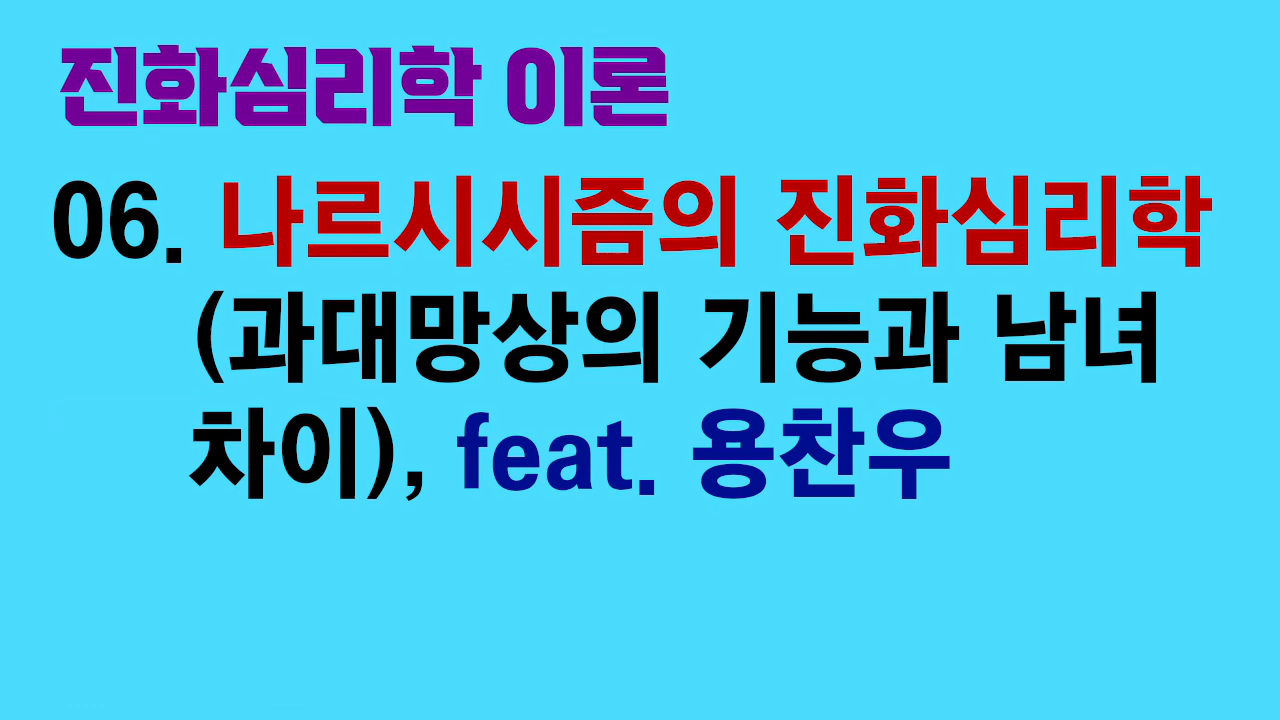 진화심리학 이론
06. 나르시시즘의 진화심리학
(과대망상의 기능과 남녀
차이), feat. 용찬우